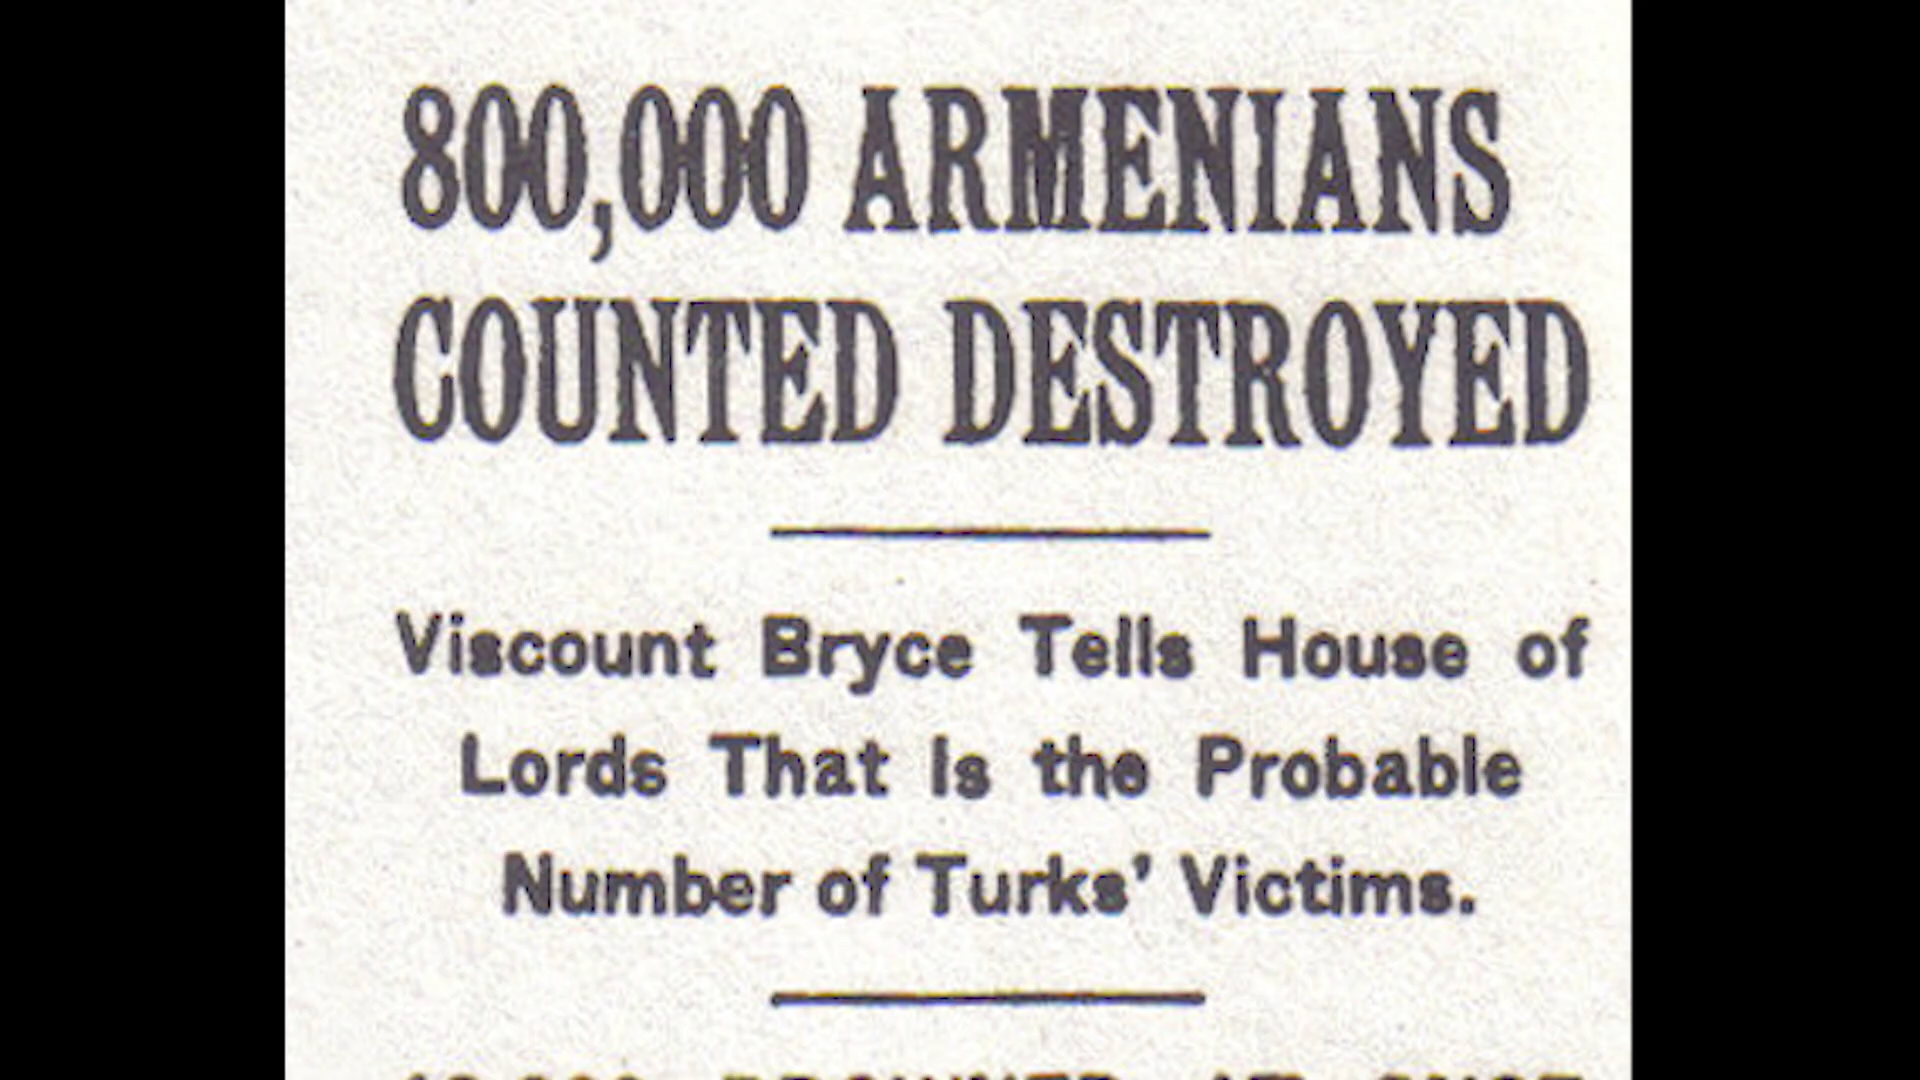 800,000 ARMENIANS
COUNTED DESTROYED
Viscount Bryce Tells House of
Lords That is the Probable
Number of Turks' Victims.